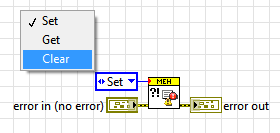 ✓ Set
Get
Clear
Set
MEH
?!
error in (no error)
error out